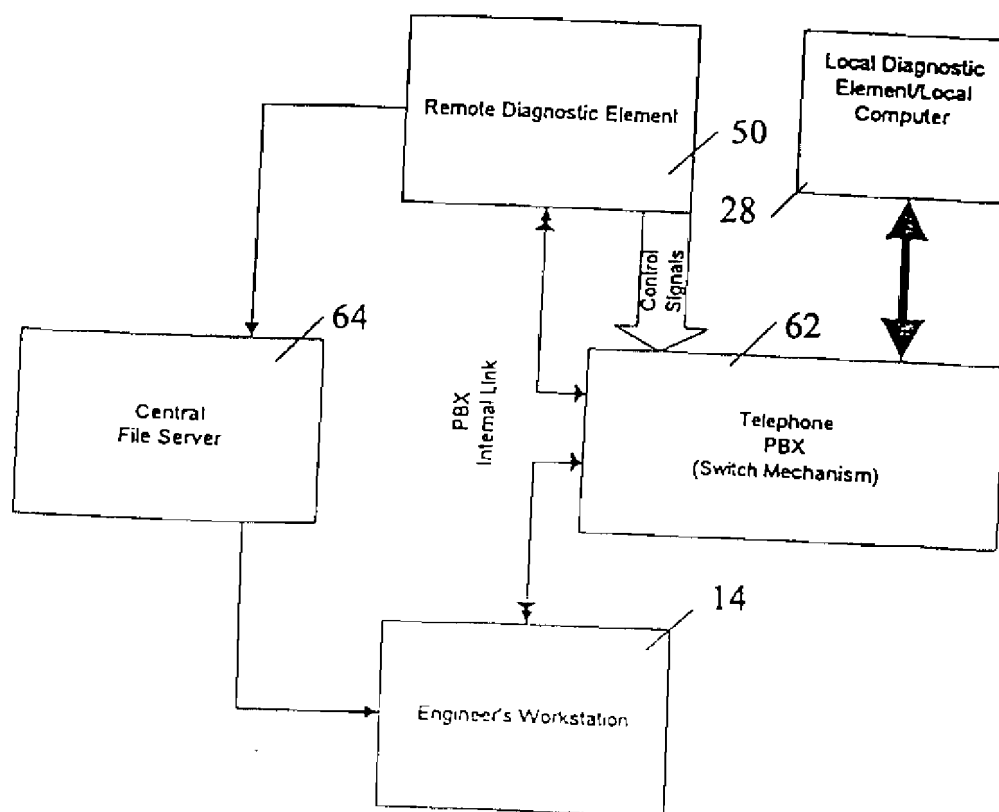 Remote Diagnostic Element
50
Local Diagnostic
Element/Local
Computer
28
Control
Signals
64
62
Central
File Server
PBX
Internal Link
Telephone
PBX
(Switch Mechanism)
14
Engineer's Workstation